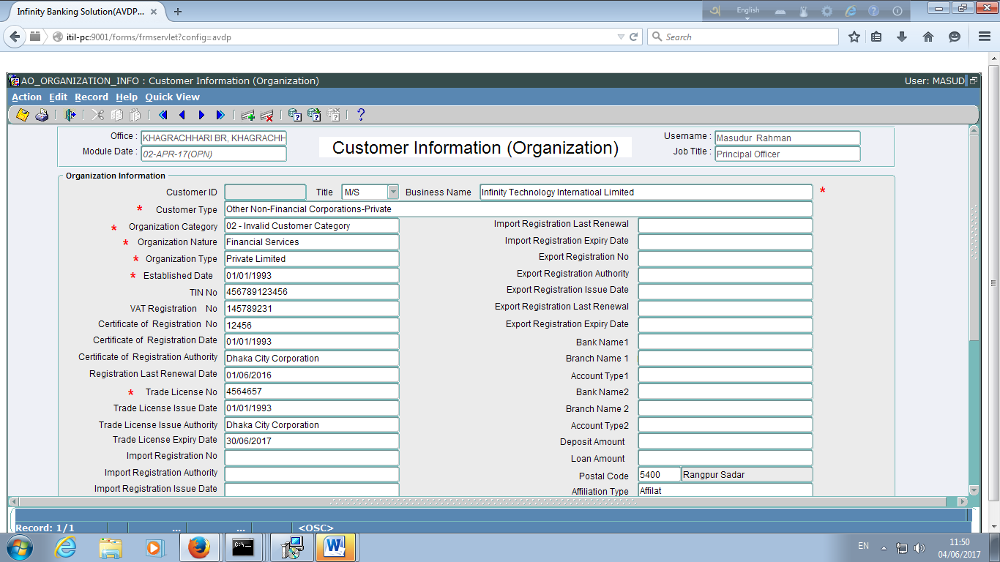 Infinity Banking Solution(AVDP...
English
itil-pc:9001/forms/frmservlet?config=avdp
Search
AO_ORGANIZATION_INFO : Customer Information (Organization)
User: MASUD
Action Edit Record Help Quick View
Office : KHAGRACHHARI BR, KHAGRACHH
Module Date : 02-APR-17(OPN)
Customer Information (Organization)
Username : Masudur Rahman
Job Title : Principal Officer
Organization Information
Customer ID Title M/S Business Name Infinity Technology Internatioal Limited *
* Customer Type Other Non-Financial Corporations-Private
* Organization Category 02 - Invalid Customer Category
* Organization Nature Financial Services
* Organization Type Private Limited
* Established Date 01/01/1993
TIN No 456789123456
VAT Registration No 145789231
Certificate of Registration No 12456
Certificate of Registration Date 01/01/1993
Certificate of Registration Authority Dhaka City Corporation
Registration Last Renewal Date 01/06/2016
* Trade License No 4564657
Trade License Issue Date 01/01/1993
Trade License Issue Authority Dhaka City Corporation
Trade License Expiry Date 30/06/2017
Import Registration No
Import Registration Authority
Import Registration Issue Date
Import Registration Last Renewal
Import Registration Expiry Date
Export Registration No
Export Registration Authority
Export Registration Issue Date
Export Registration Last Renewal
Export Registration Expiry Date
Bank Name1
Branch Name 1
Account Type1
Bank Name2
Branch Name 2
Account Type2
Deposit Amount
Loan Amount
Postal Code 5400 Rangpur Sadar
Affiliation Type Affilat
Record: 1/1 ... ... <OSC>
EN
11:50
04/06/2017